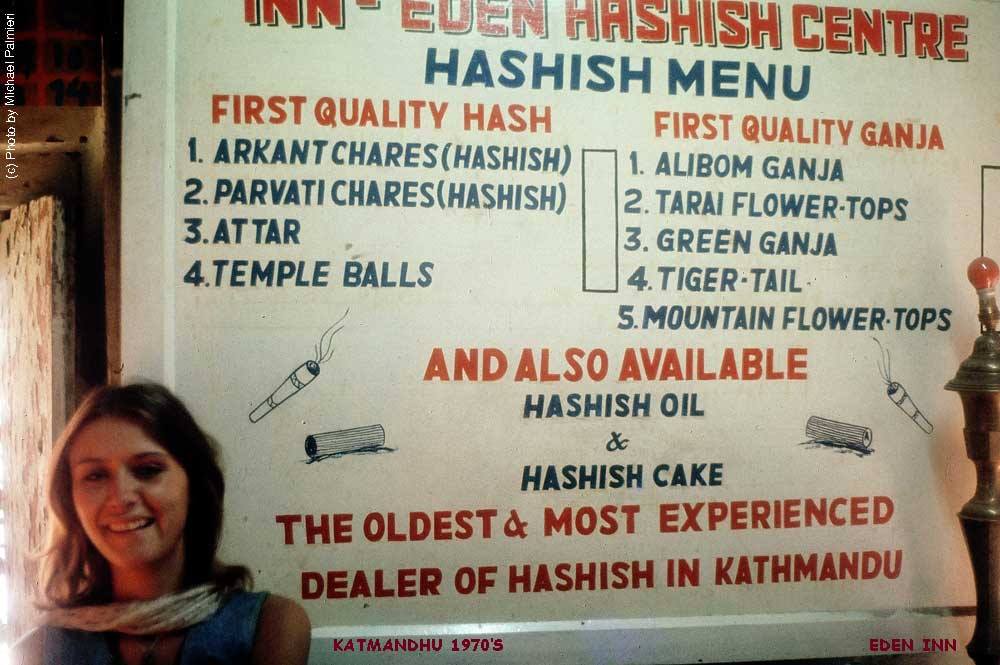 (c) Photo by Michael Palmieri
14
INN - EDEN HASHISH CENTRE
HASHISH MENU
FIRST QUALITY HASH
1. ARKANT CHARES (HASHISH)
2. PARVATI CHARES (HASHISH)
3. ATTAR
4. TEMPLE BALLS
FIRST QUALITY GANJA
1. ALIBOM GANJA
2. TARAI FLOWER-TOPS
3. GREEN GANJA
4. TIGER-TAIL
5. MOUNTAIN FLOWER-TOPS
AND ALSO AVAILABLE
HASHISH OIL
&
HASHISH CAKE
THE OLDEST & MOST EXPERIENCED
DEALER OF HASHISH IN KATHMANDU
KATMANDHU 1970'S
EDEN INN